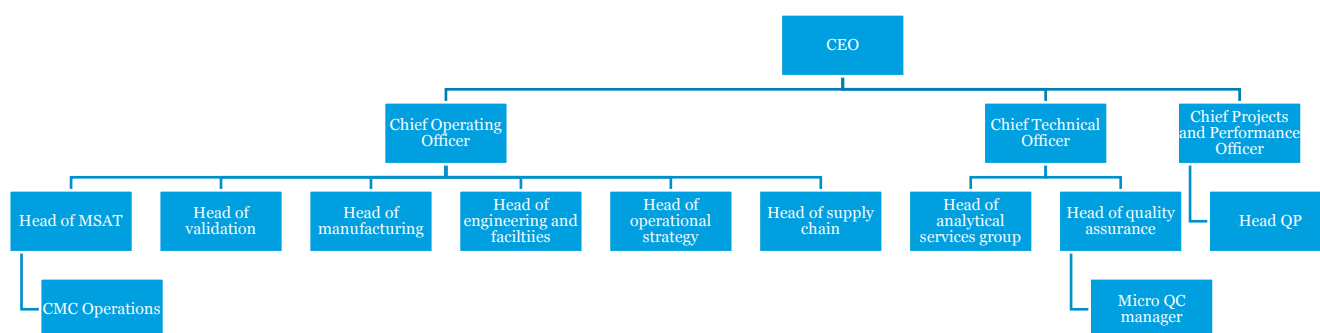 CEO
Chief Operating
Officer
Chief Technical
Officer
Chief Projects
and Performance
Officer
Head of MSAT
Head of
validation
Head of
manufacturing
Head of
engineering and
faciltiies
Head of
operational
strategy
Head of supply
chain
Head of
analytical
services group
Head of quality
assurance
Head QP
CMC Operations
Micro QC
manager